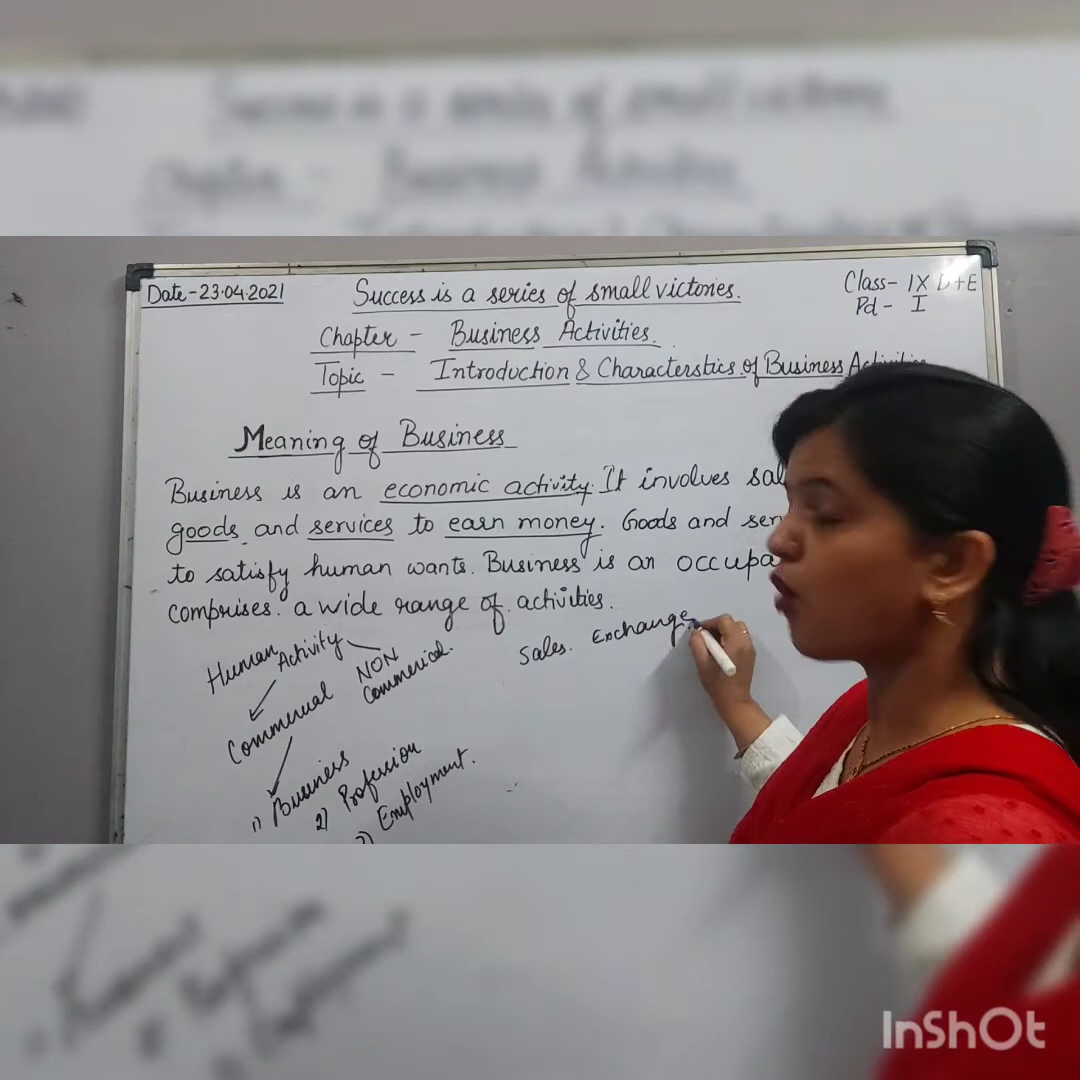 Date-23.04.2021
Success is a series of small victories.
Class- IX D+E
Pd- I
Chapter - Business Activities.
Topic - Introduction & Characterstics of Business
Meaning of Business
Business is an economic activity. It involves
goods and services to earn money. Goods and
to satisfy human wants. Business is an
comprises. a wide range of activities.
Human Activity
Commercial
NON Commerical.
1) Business
2) Profession
Employment.
Sales. Exchange
InShOt